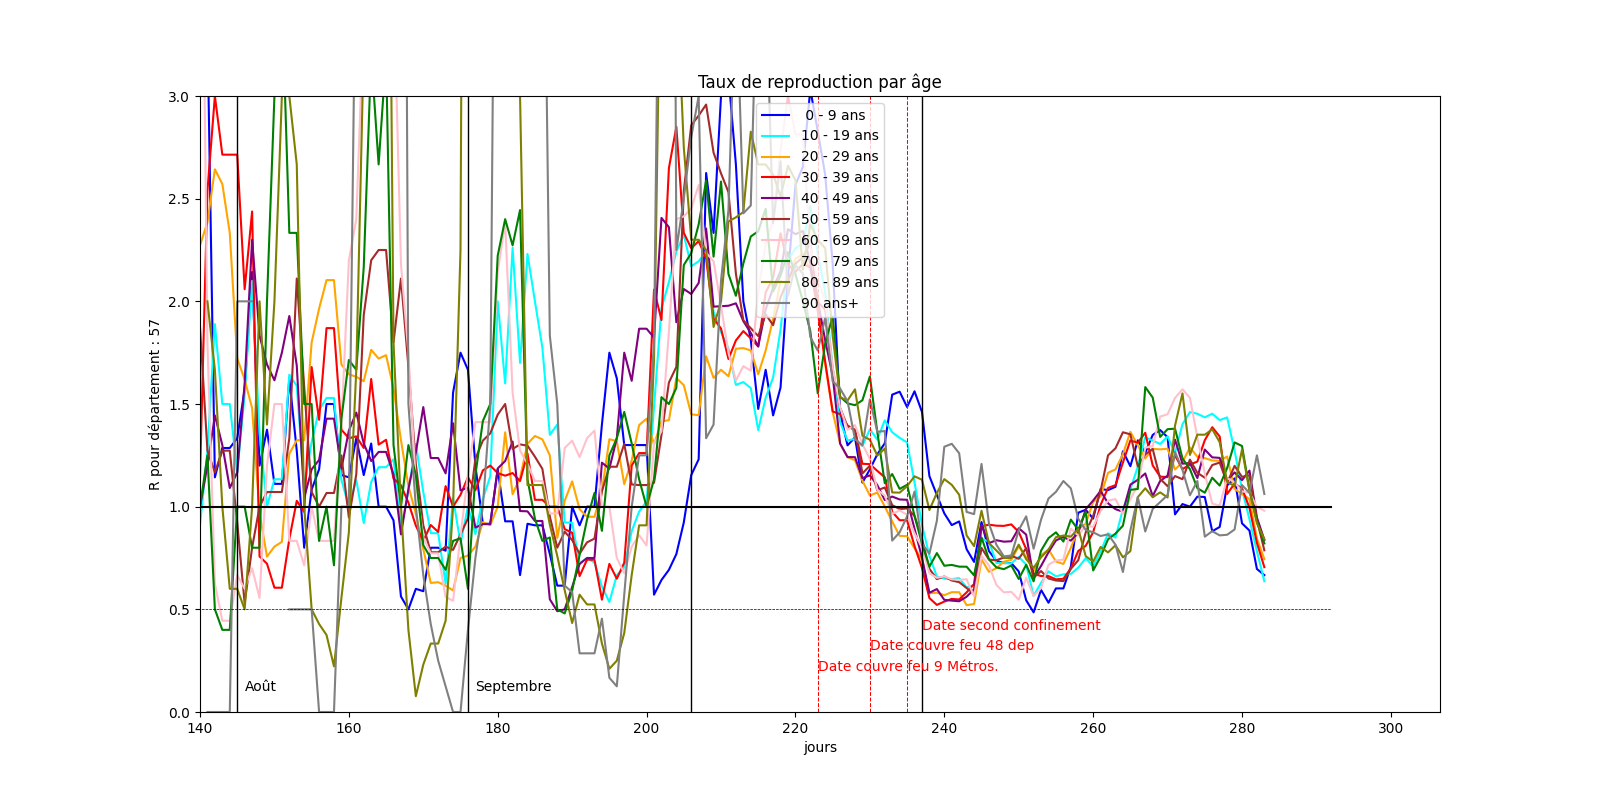 Taux de reproduction par âge
R pour département : 57
3.0
2.5
2.0
1.5
1.0
0.5
0.0
0 - 9 ans
10 - 19 ans
20 - 29 ans
30 - 39 ans
40 - 49 ans
50 - 59 ans
60 - 69 ans
70 - 79 ans
80 - 89 ans
90 ans+
Date second confinement
Date couvre feu 48 dep
Date couvre feu 9 Métros.
Août
Septembre
140 160 180 200 220 240 260 280 300
jours